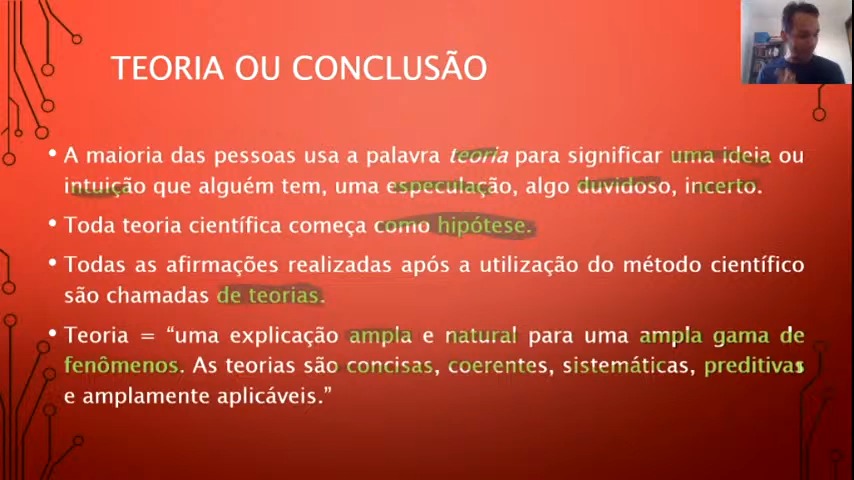 TEORIA OU CONCLUSÃO
• A maioria das pessoas usa a palavra teoria para significar uma ideia ou
intuição que alguém tem, uma especulação, algo duvidoso, incerto.
• Toda teoria científica começa como hipótese.
• Todas as afirmações realizadas após a utilização do método científico
são chamadas de teorias.
• Teoria = “uma explicação ampla e natural para uma ampla gama de
fenômenos. As teorias são concisas, coerentes, sistemáticas, preditivas
e amplamente aplicáveis.”